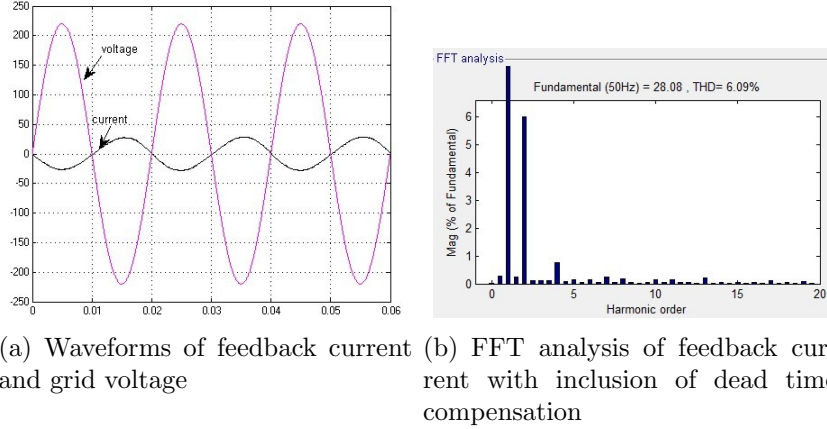 250
200
150
100
50
0
-50
-100
-150
-200
-250
0
0.01
0.02
0.03
0.04
0.05
0.06
voltage
current
FFT analysis
Fundamental (50Hz) = 28.08 , THD= 6.09%
Mag (% of Fundamental)
6
5
4
3
2
1
0
0
5
10
15
20
Harmonic order
(a) Waveforms of feedback current
and grid voltage
(b) FFT analysis of feedback cur-
rent with inclusion of dead time
compensation